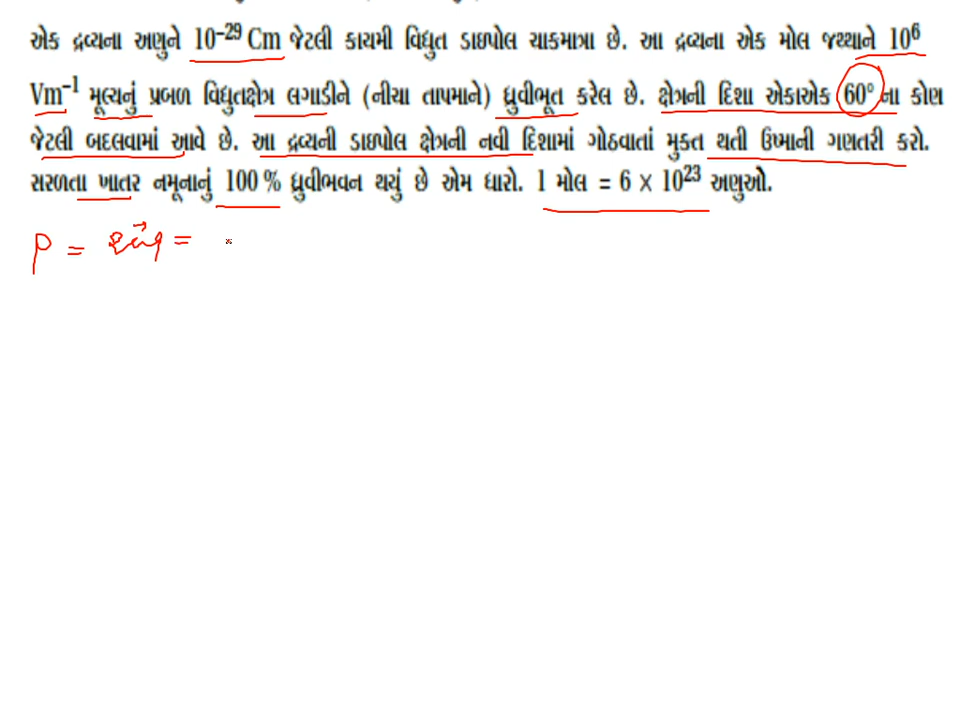 એક દ્રવ્યના અણુને 10⁻²⁹ Cm જેટલી કાયમી વિદ્યુત ડાઇપોલ ચાકમાત્રા છે. આ દ્રવ્યના એક મોલ જથ્થાને 10⁶
Vm⁻¹ મૂલ્યનું પ્રબળ વિદ્યુતક્ષેત્ર લગાડીને (નીચા તાપમાને) ધ્રુવીભૂત કરેલ છે. ક્ષેત્રની દિશા એકાએક 60° ના કોણ
જેટલી બદલવામાં આવે છે. આ દ્રવ્યની ડાઇપોલ ક્ષેત્રની નવી દિશામાં ગોઠવાતાં મુક્ત થતી ઉષ્માની ગણતરી કરો.
સરળતા ખાતર નમૂનાનું 100 % ધ્રુવીભવન થયું છે એમ ધારો. 1 મોલ = 6 × 10²³ અણુઓ.
P = =